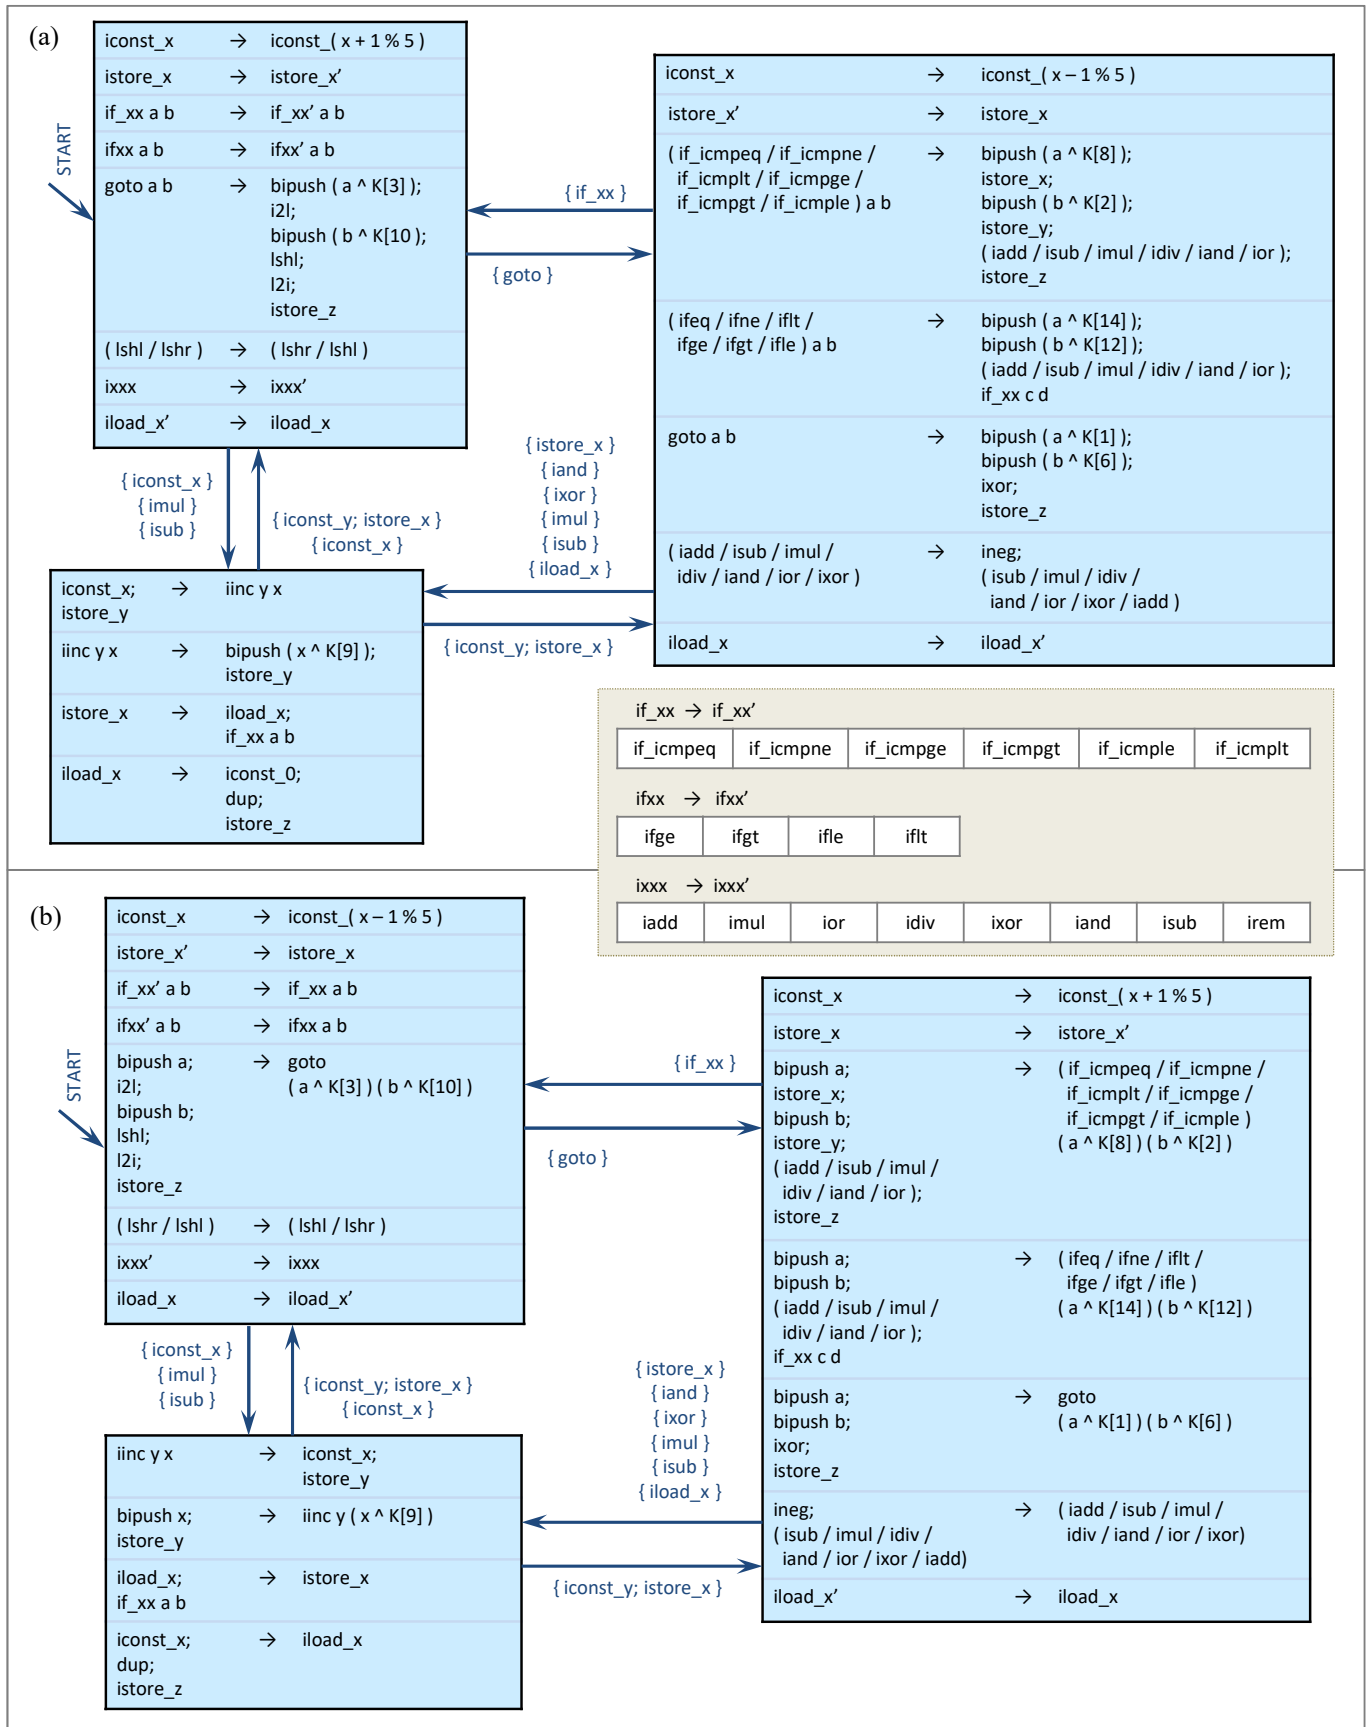 (a)
START
iconst_x → iconst_( x + 1 % 5 )
istore_x → istore_x’
if_xx a b → if_xx’ a b
ifxx a b → ifxx’ a b
goto a b → bipush ( a ^ K[3] );
i2l;
bipush ( b ^ K[10 );
lshl;
l2i;
istore_z
( lshl / lshr ) → ( lshr / lshl )
ixxx → ixxx’
iload_x’ → iload_x
{ if_xx }
{ goto }
iconst_x → iconst_( x – 1 % 5 )
istore_x’ → istore_x
( if_icmpeq / if_icmpne / → bipush ( a ^ K[8] );
if_icmplt / if_icmpge / istore_x;
if_icmpgt / if_icmple ) a b bipush ( b ^ K[2] );
istore_y;
( iadd / isub / imul / idiv / iand / ior );
istore_z
( ifeq / ifne / iflt / → bipush ( a ^ K[14] );
ifge / ifgt / ifle ) a b bipush ( b ^ K[12] );
( iadd / isub / imul / idiv / iand / ior );
if_xx c d
goto a b → bipush ( a ^ K[1] );
bipush ( b ^ K[6] );
ixor;
istore_z
( iadd / isub / imul / → ineg;
idiv / iand / ior / ixor ) ( isub / imul / idiv /
iand / ior / ixor / iadd )
iload_x → iload_x’
{ iconst_x }
{ imul }
{ isub }
{ iconst_y; istore_x }
{ iconst_x }
{ istore_x }
{ iand }
{ ixor }
{ imul }
{ isub }
{ iload_x }
{ iconst_y; istore_x }
iconst_x; → iinc y x
istore_y
iinc y x → bipush ( x ^ K[9] );
istore_y
istore_x → iload_x;
if_xx a b
iload_x → iconst_0;
dup;
istore_z
if_xx → if_xx’
if_icmpeq if_icmpne if_icmpge if_icmpgt if_icmple if_icmplt
ifxx → ifxx’
ifge ifgt ifle iflt
ixxx → ixxx’
iadd imul ior idiv ixor iand isub irem
(b)
START
iconst_x → iconst_( x – 1 % 5 )
istore_x’ → istore_x
if_xx’ a b → if_xx a b
ifxx’ a b → ifxx a b
bipush a; → goto
i2l; ( a ^ K[3] ) ( b ^ K[10] )
bipush b;
lshl;
l2i;
istore_z
( lshr / lshl ) → ( lshl / lshr )
ixxx’ → ixxx
iload_x → iload_x’
{ if_xx }
{ goto }
iconst_x → iconst_( x + 1 % 5 )
istore_x → istore_x’
bipush a; → ( if_icmpeq / if_icmpne /
istore_x; if_icmplt / if_icmpge /
bipush b; if_icmpgt / if_icmple )
istore_y; ( a ^ K[8] ) ( b ^ K[2] )
( iadd / isub / imul /
idiv / iand / ior );
istore_z
bipush a; → ( ifeq / ifne / iflt /
bipush b; ifge / ifgt / ifle )
( iadd / isub / imul / ( a ^ K[14] ) ( b ^ K[12] )
idiv / iand / ior );
if_xx c d
bipush a; → goto
bipush b; ( a ^ K[1] ) ( b ^ K[6] )
ixor;
istore_z
ineg; → ( iadd / isub / imul /
( isub / imul / idiv / idiv / iand / ior / ixor)
iand / ior / ixor / iadd)
iload_x’ → iload_x
{ iconst_x }
{ imul }
{ isub }
{ iconst_y; istore_x }
{ iconst_x }
{ istore_x }
{ iand }
{ ixor }
{ imul }
{ isub }
{ iload_x }
{ iconst_y; istore_x }
iinc y x → iconst_x;
istore_y
bipush x; → iinc y ( x ^ K[9] )
istore_y
iload_x; → istore_x
if_xx a b
iconst_x; → iload_x
dup;
istore_z